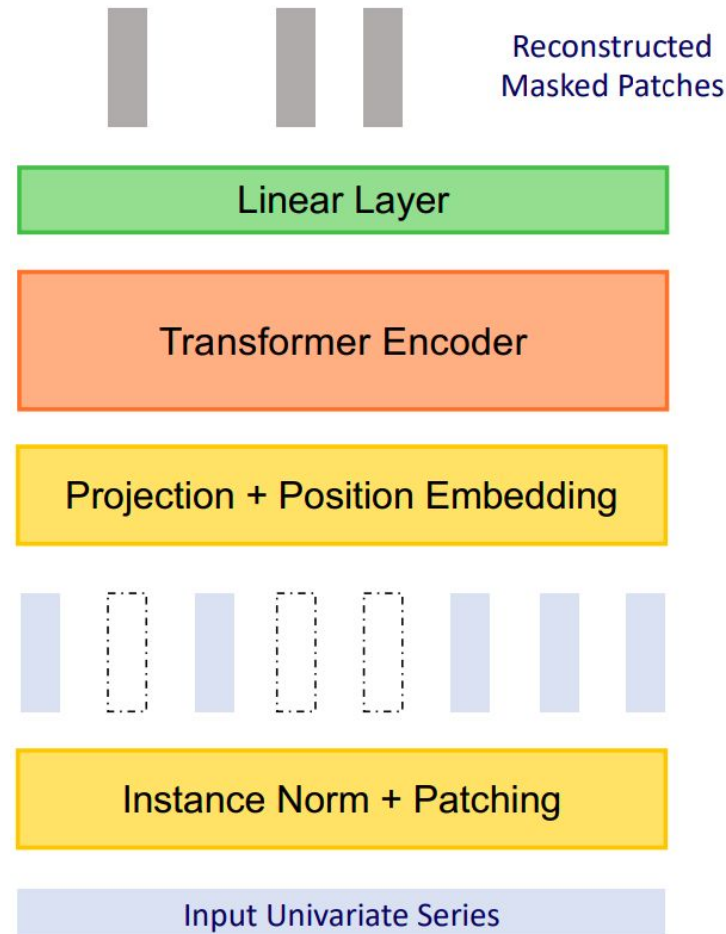 Reconstructed
Masked Patches
Linear Layer
Transformer Encoder
Projection + Position Embedding
Instance Norm + Patching
Input Univariate Series